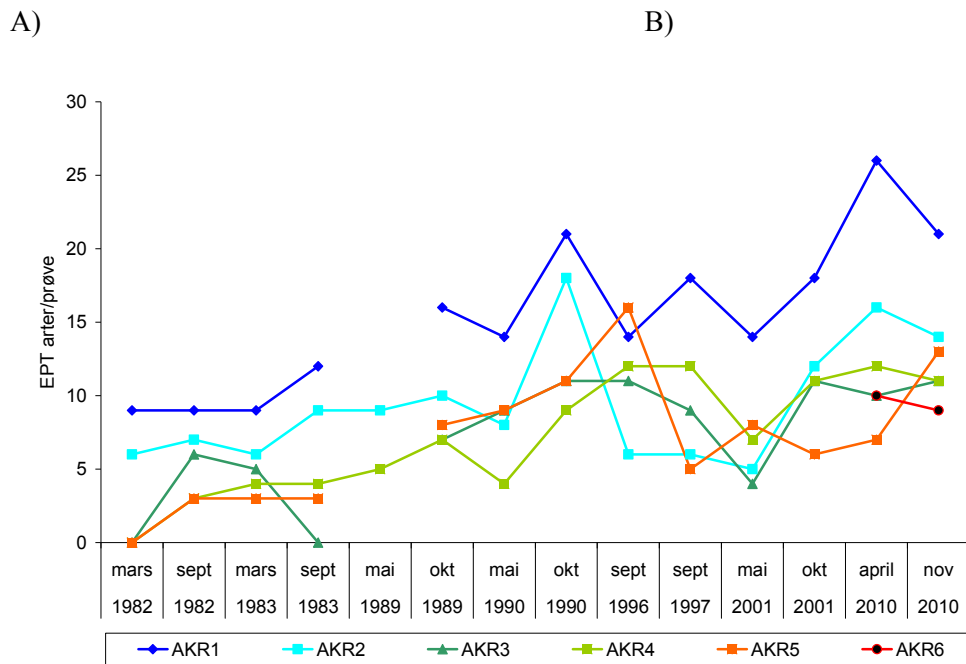 A) B)
30
25
20
15
10
5
0
EPT arter/prøve
mars sept mars sept mai okt mai okt sept sept mai okt april nov
1982 1982 1983 1983 1989 1989 1990 1990 1996 1997 2001 2001 2010 2010
AKR1 AKR2 AKR3 AKR4 AKR5 AKR6